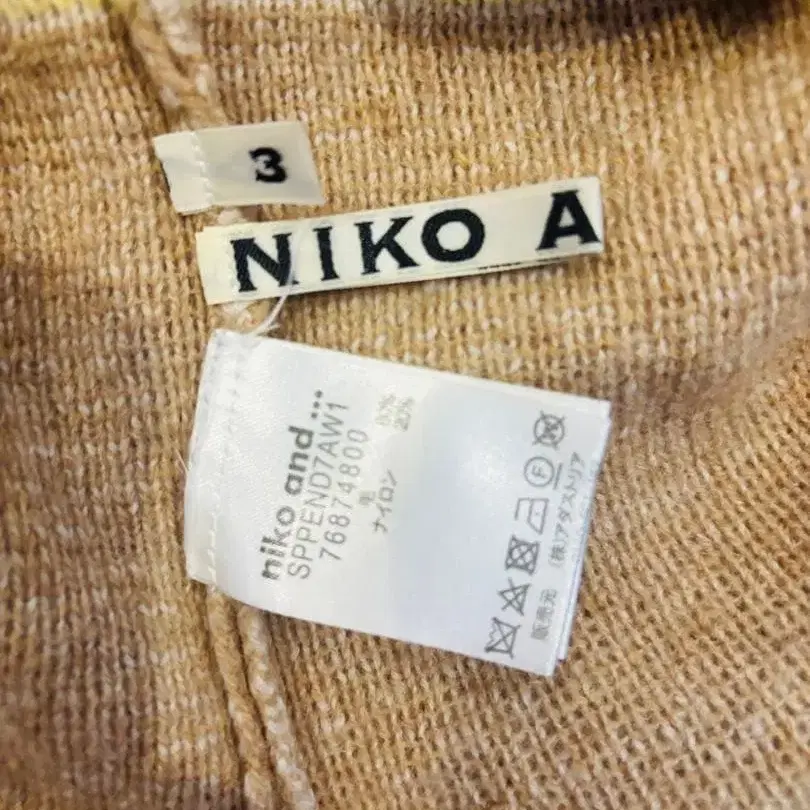 3
NIKO A
niko and ...
SPPEND7AW1
76874800
毛 80%
ナイロン 20%
販売元 (株)アダストリア